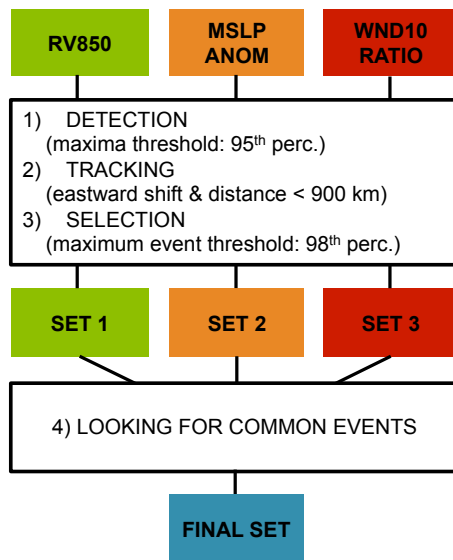 RV850
MSLP
ANOM
WND10
RATIO
1) DETECTION
(maxima threshold: 95th perc.)
2) TRACKING
(eastward shift & distance < 900 km)
3) SELECTION
(maximum event threshold: 98th perc.)
SET 1
SET 2
SET 3
4) LOOKING FOR COMMON EVENTS
FINAL SET